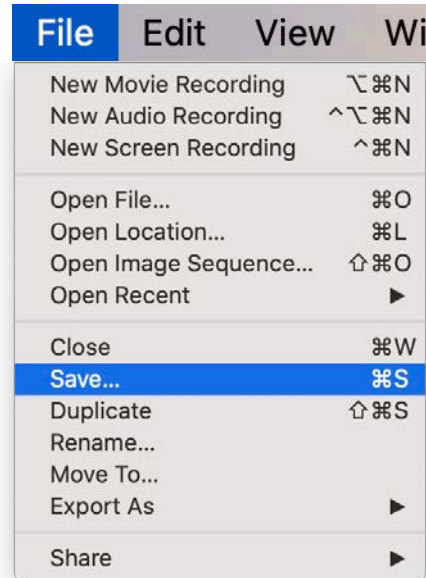 File Edit View Wi
New Movie Recording ⌥⌘N
New Audio Recording ^⌥⌘N
New Screen Recording ^⌘N
Open File... ⌘O
Open Location... ⌘L
Open Image Sequence... ⇧⌘O
Open Recent ▶
Close ⌘W
Save... ⌘S
Duplicate ⇧⌘S
Rename...
Move To...
Export As ▶
Share ▶